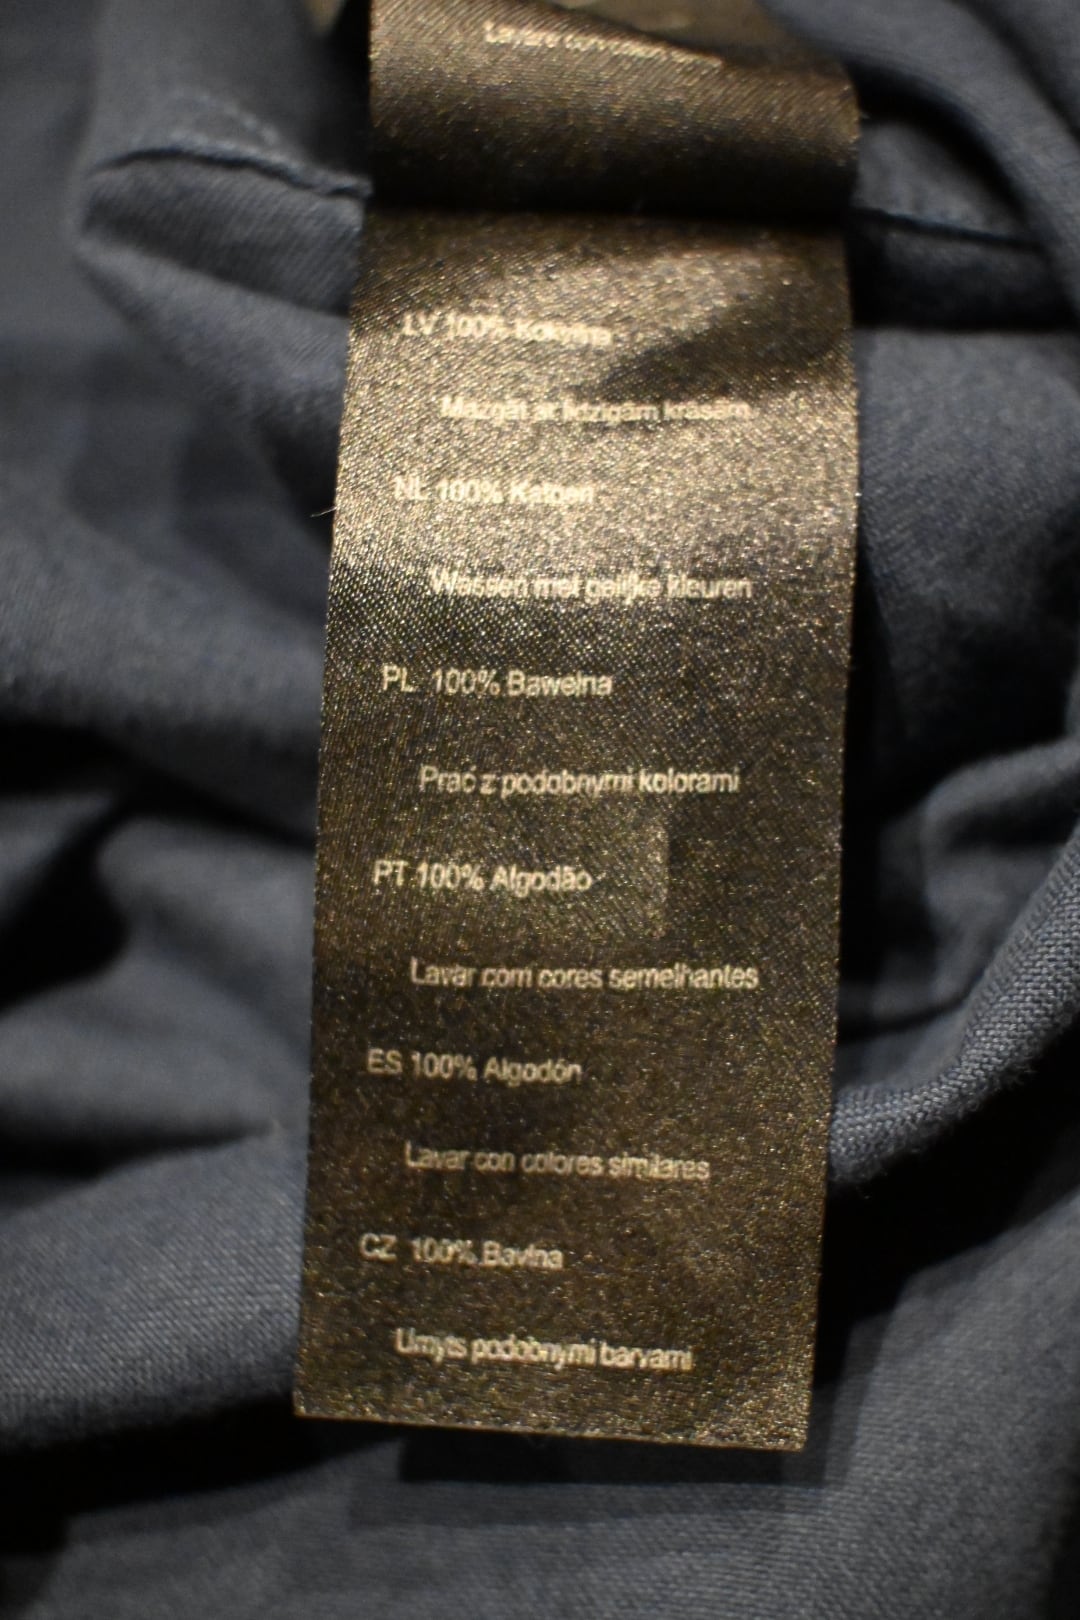 LV 100% Kokvilna
Mazgāt ar līdzīgām krāsām
NL 100% Katoen
Wassen met gelijke kleuren
PL 100% Bawełna
Prać z podobnymi kolorami
PT 100% Algodão
Lavar com cores semelhantes
ES 100% Algodón
Lavar con colores similares
CZ 100% Bavlna
Umyts podobnymi barvami